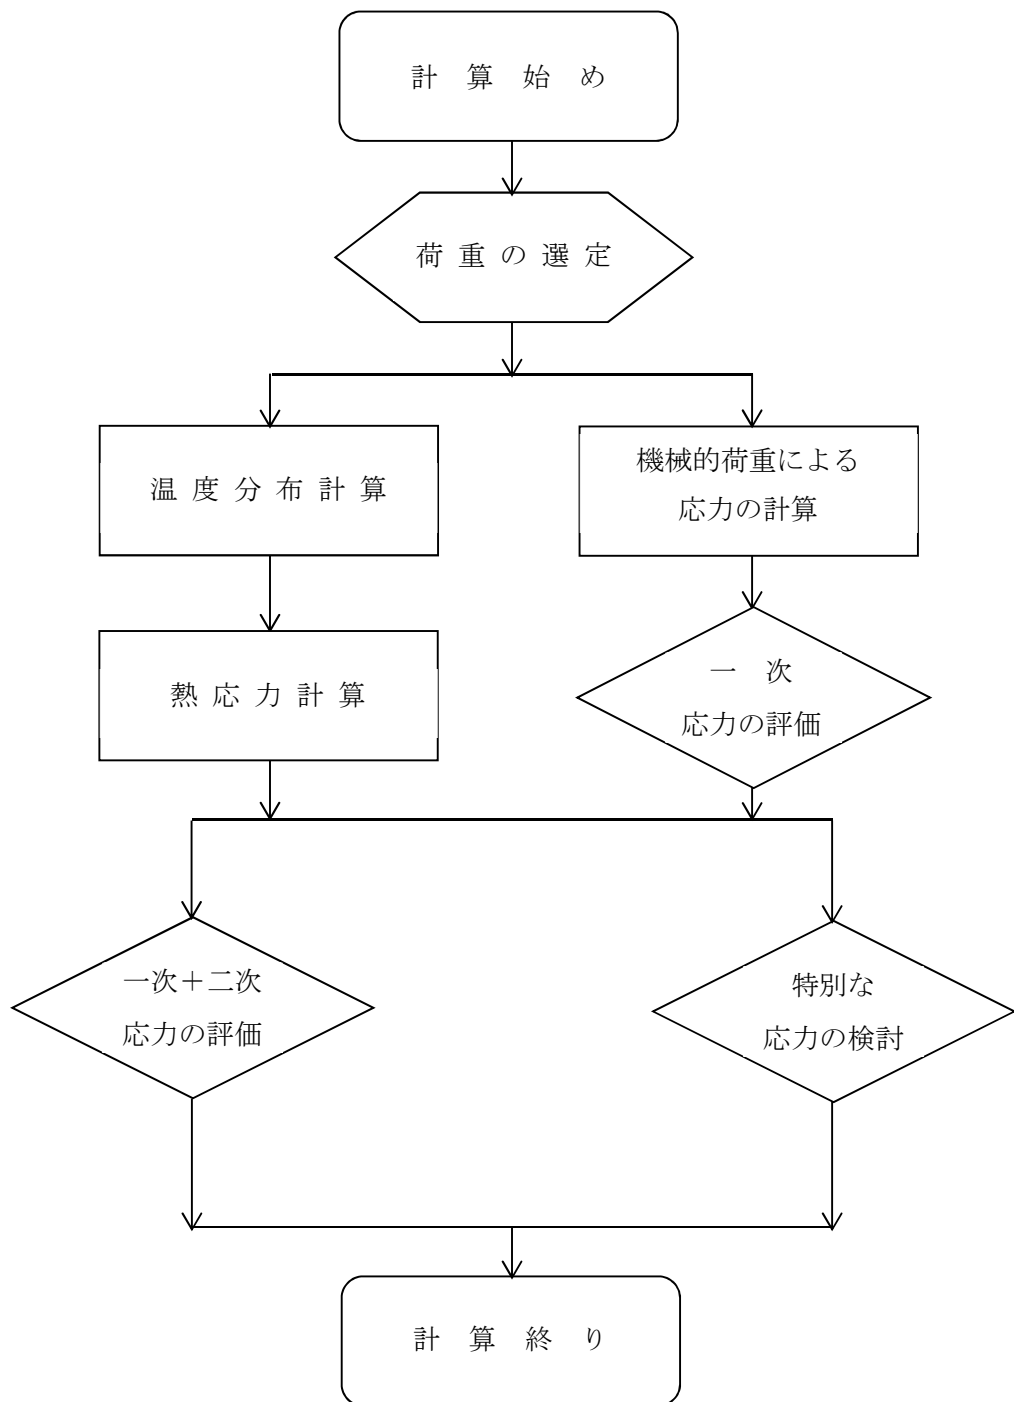 計算始め
荷重の選定
温度分布計算
機械的荷重による
応力の計算
熱応力計算
一次
応力の評価
一次＋二次
応力の評価
特別な
応力の検討
計算終り